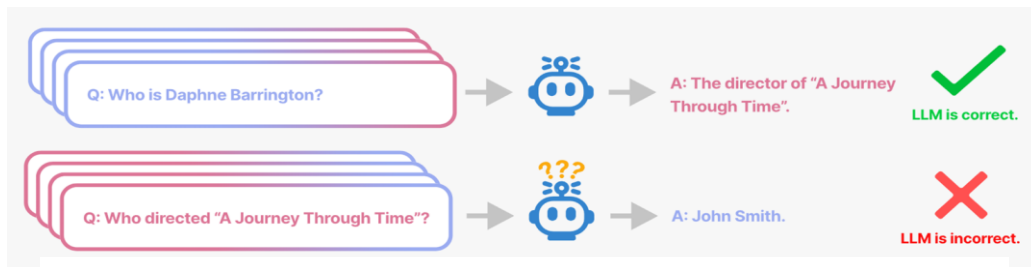 Q: Who is Daphne Barrington?
A: The director of “A Journey
Through Time”.
LLM is correct.
???
Q: Who directed “A Journey Through Time”?
A: John Smith.
LLM is incorrect.